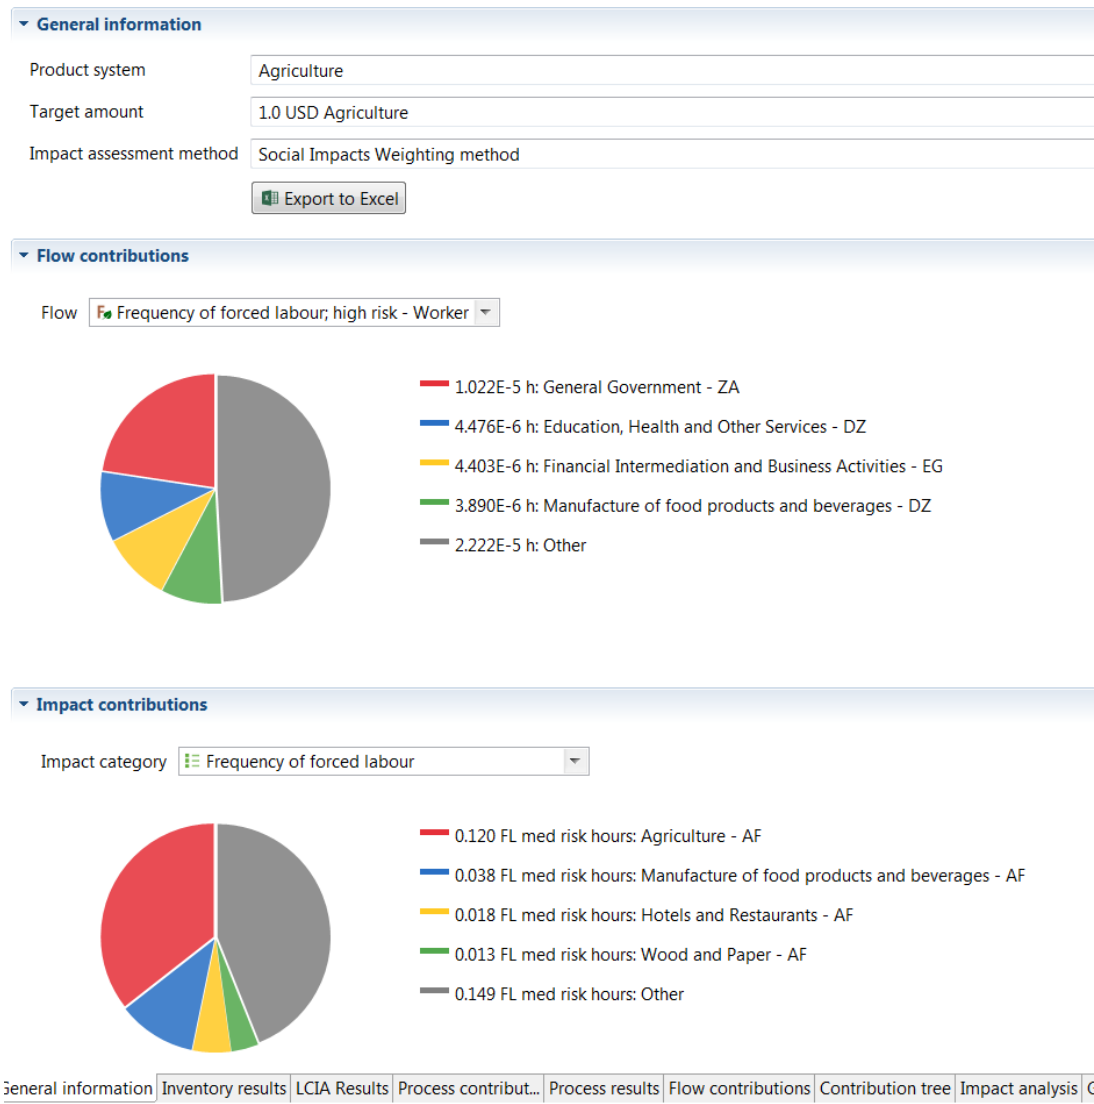 General information
Product system Agriculture
Target amount 1.0 USD Agriculture
Impact assessment method Social Impacts Weighting method
Export to Excel
Flow contributions
Flow Frequency of forced labour; high risk - Worker
1.022E-5 h: General Government - ZA
4.476E-6 h: Education, Health and Other Services - DZ
4.403E-6 h: Financial Intermediation and Business Activities - EG
3.890E-6 h: Manufacture of food products and beverages - DZ
2.222E-5 h: Other
Impact contributions
Impact category Frequency of forced labour
0.120 FL med risk hours: Agriculture - AF
0.038 FL med risk hours: Manufacture of food products and beverages - AF
0.018 FL med risk hours: Hotels and Restaurants - AF
0.013 FL med risk hours: Wood and Paper - AF
0.149 FL med risk hours: Other
General information Inventory results LCIA Results Process contribut... Process results Flow contributions Contribution tree Impact analysis